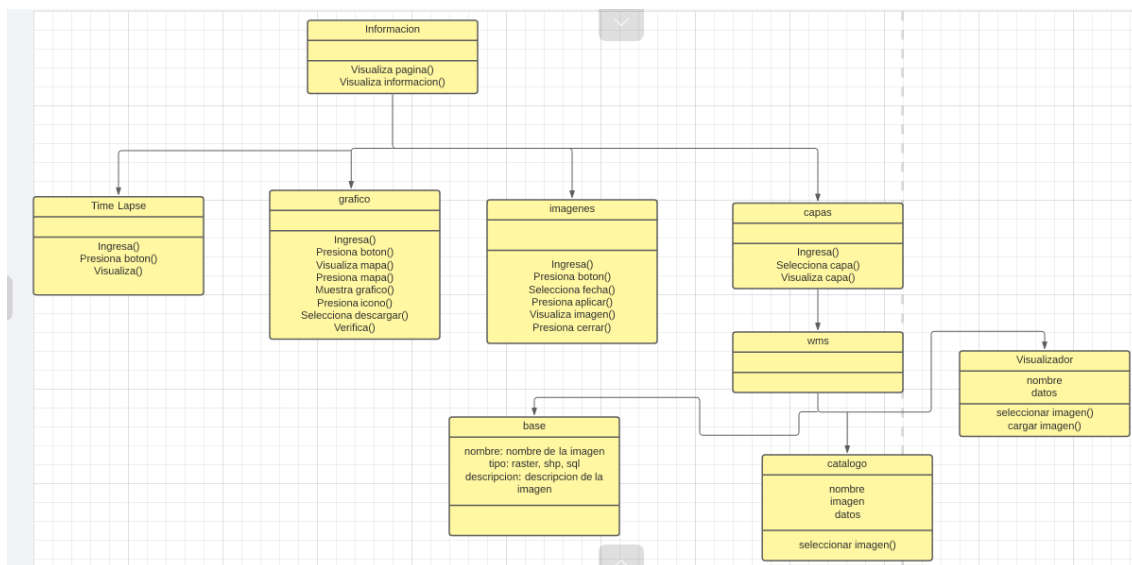 Informacion
Visualiza pagina()
Visualiza informacion()
Time Lapse
Ingresa()
Presiona boton()
Visualiza()
grafico
Ingresa()
Presiona boton()
Visualiza mapa()
Presiona mapa()
Muestra grafico()
Presiona icono()
Selecciona descargar()
Verifica()
imagenes
Ingresa()
Presiona boton()
Selecciona fecha()
Presiona aplicar()
Visualiza imagen()
Presiona cerrar()
capas
Ingresa()
Selecciona capa()
Visualiza capa()
wms
Visualizador
nombre
datos
seleccionar imagen()
cargar imagen()
base
nombre: nombre de la imagen
tipo: raster, shp, sql
descripcion: descripcion de la
imagen
catalogo
nombre
imagen
datos
seleccionar imagen()